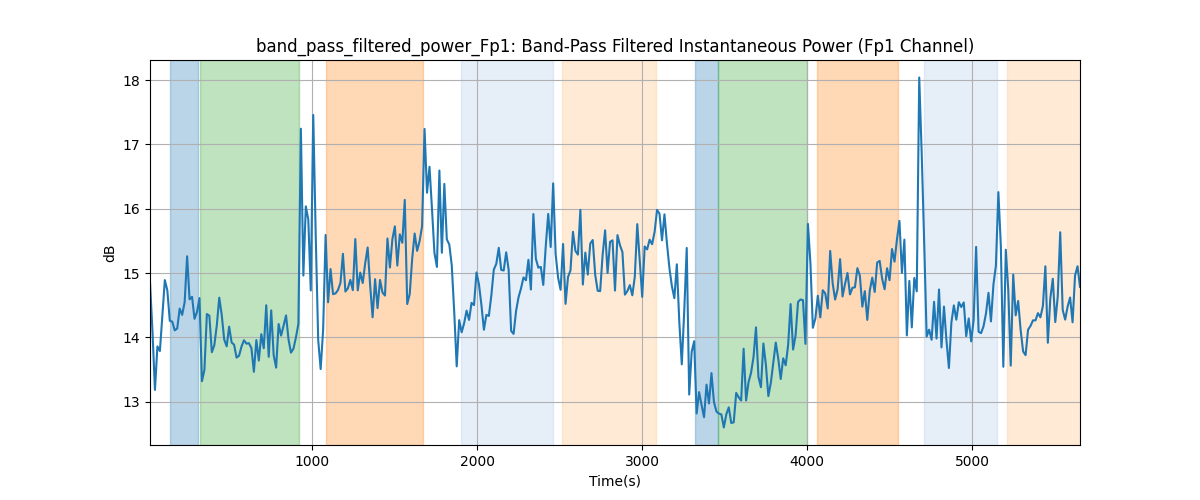 band_pass_filtered_power_Fp1: Band-Pass Filtered Instantaneous Power (Fp1 Channel)
18
17
16
15
14
13
dB
1000 2000 3000 4000 5000
Time(s)